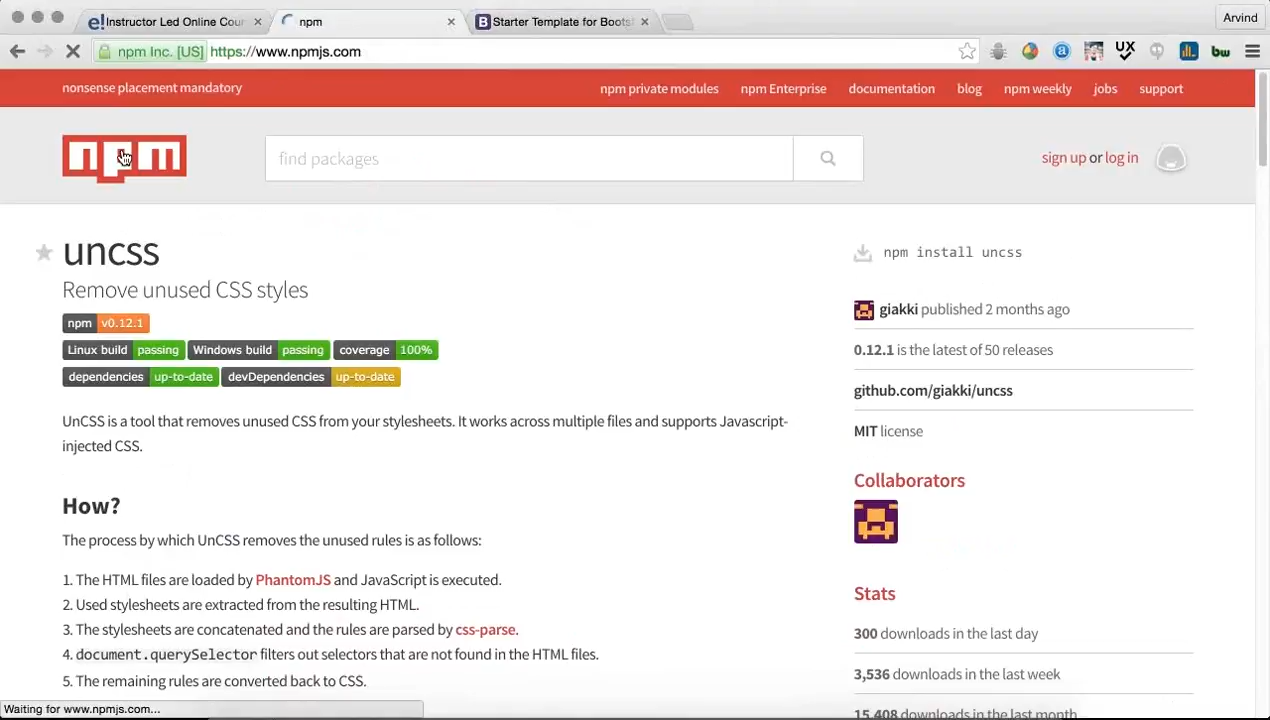 Instructor Led Online Cour
npm
Starter Template for Boots
Arvind
npm Inc. [US] https://www.npmjs.com
UX
bw
nonsense placement mandatory
npm private modules
npm Enterprise
documentation
blog
npm weekly
jobs
support
npm
find packages
sign up or log in
uncss
npm install uncss
Remove unused CSS styles
giakki published 2 months ago
npm v0.12.1
Linux build passing Windows build passing coverage 100%
0.12.1 is the latest of 50 releases
dependencies up-to-date devDependencies up-to-date
github.com/giakki/uncss
UnCSS is a tool that removes unused CSS from your stylesheets. It works across multiple files and supports Javascript-
injected CSS.
MIT license
Collaborators
How?
The process by which UnCSS removes the unused rules is as follows:
1. The HTML files are loaded by PhantomJS and JavaScript is executed.
2. Used stylesheets are extracted from the resulting HTML.
3. The stylesheets are concatenated and the rules are parsed by css-parse.
4. document.querySelector filters out selectors that are not found in the HTML files.
5. The remaining rules are converted back to CSS.
Stats
300 downloads in the last day
3,536 downloads in the last week
15,408 downloads in the last month
Waiting for www.npmjs.com...